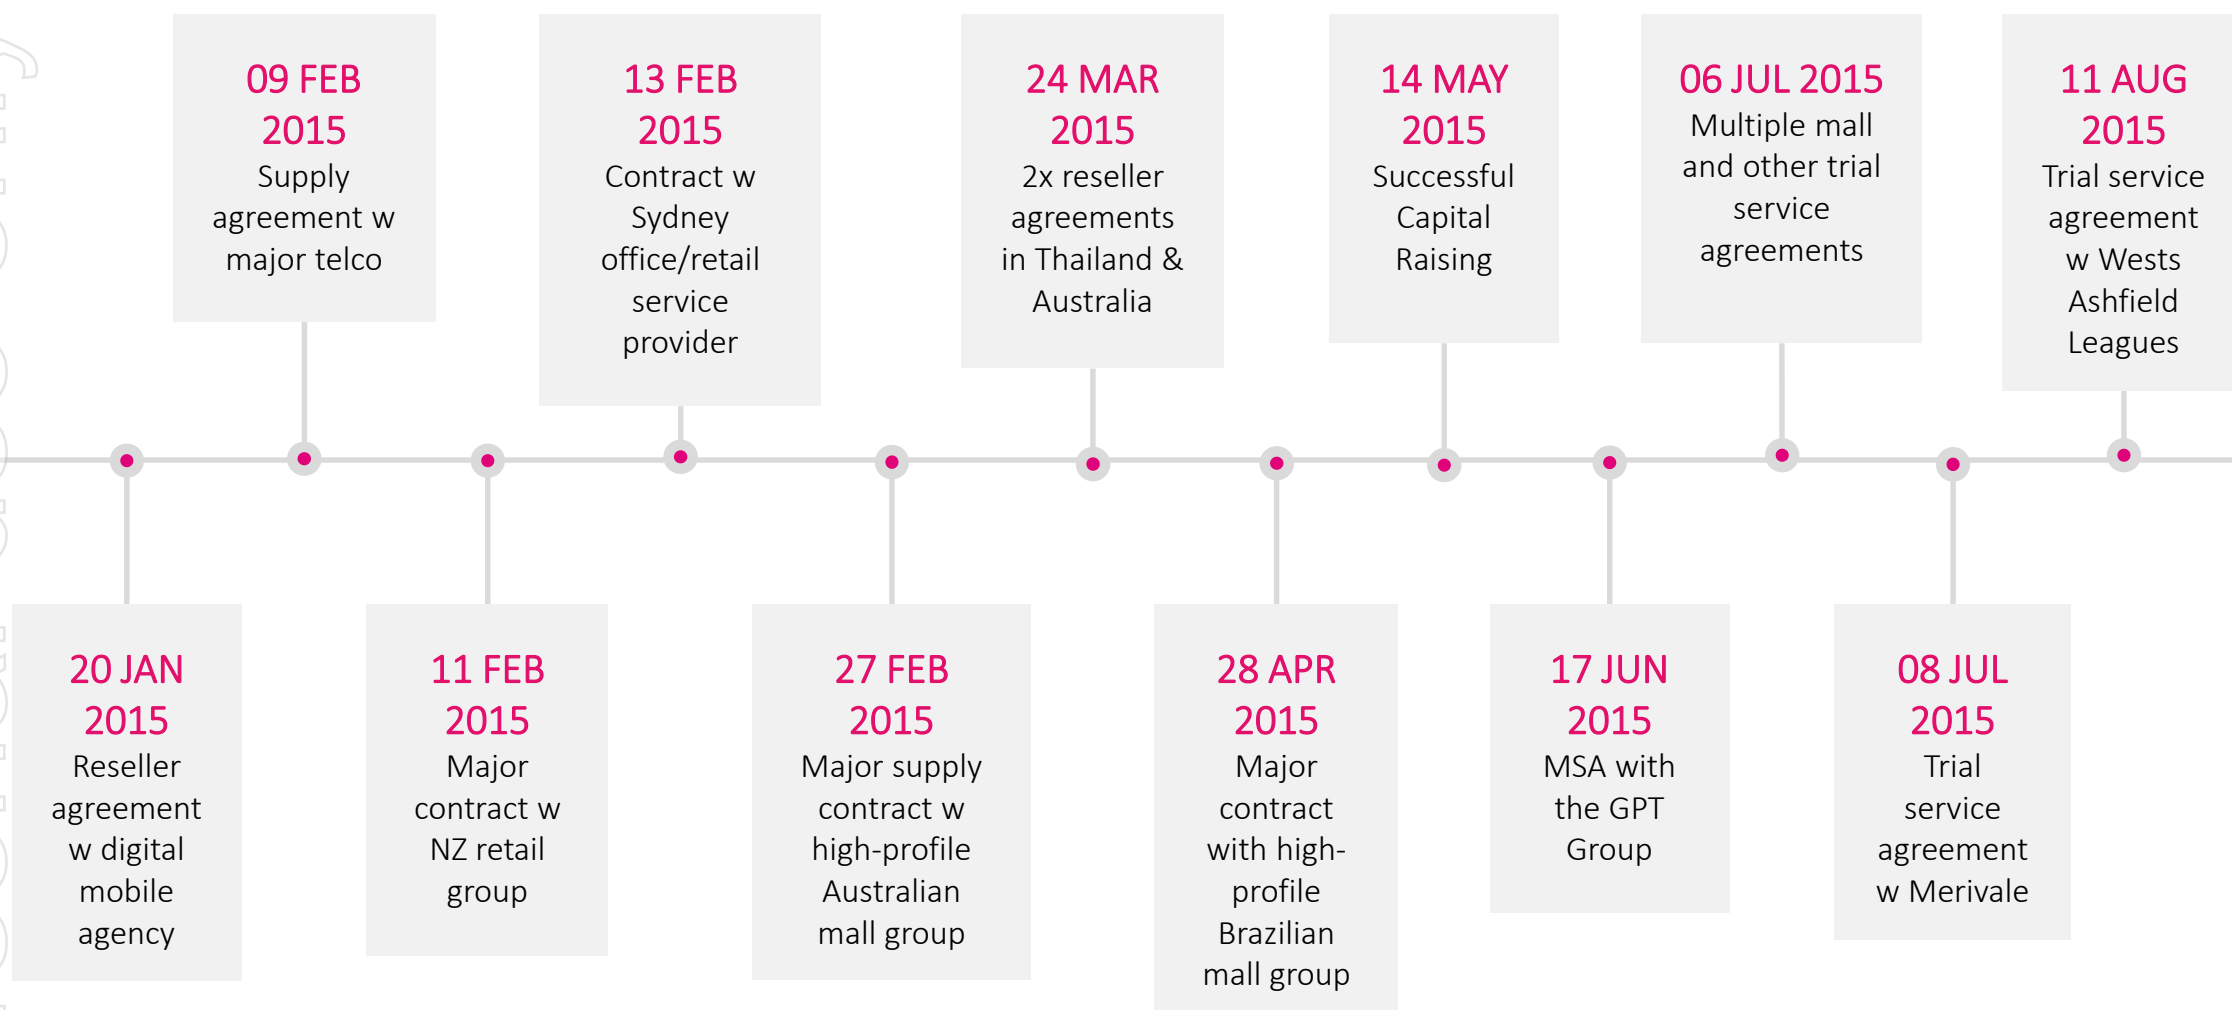 09 FEB
2015
Supply
agreement w
major telco
13 FEB
2015
Contract w
Sydney
office/retail
service
provider
24 MAR
2015
2x reseller
agreements
in Thailand &
Australia
14 MAY
2015
Successful
Capital
Raising
06 JUL 2015
Multiple mall
and other trial
service
agreements
11 AUG
2015
Trial service
agreement
w Wests
Ashfield
Leagues
20 JAN
2015
Reseller
agreement
w digital
mobile
agency
11 FEB
2015
Major
contract w
NZ retail
group
27 FEB
2015
Major supply
contract w
high-profile
Australian
mall group
28 APR
2015
Major
contract
with high-
profile
Brazilian
mall group
17 JUN
2015
MSA with
the GPT
Group
08 JUL
2015
Trial
service
agreement
w Merivale